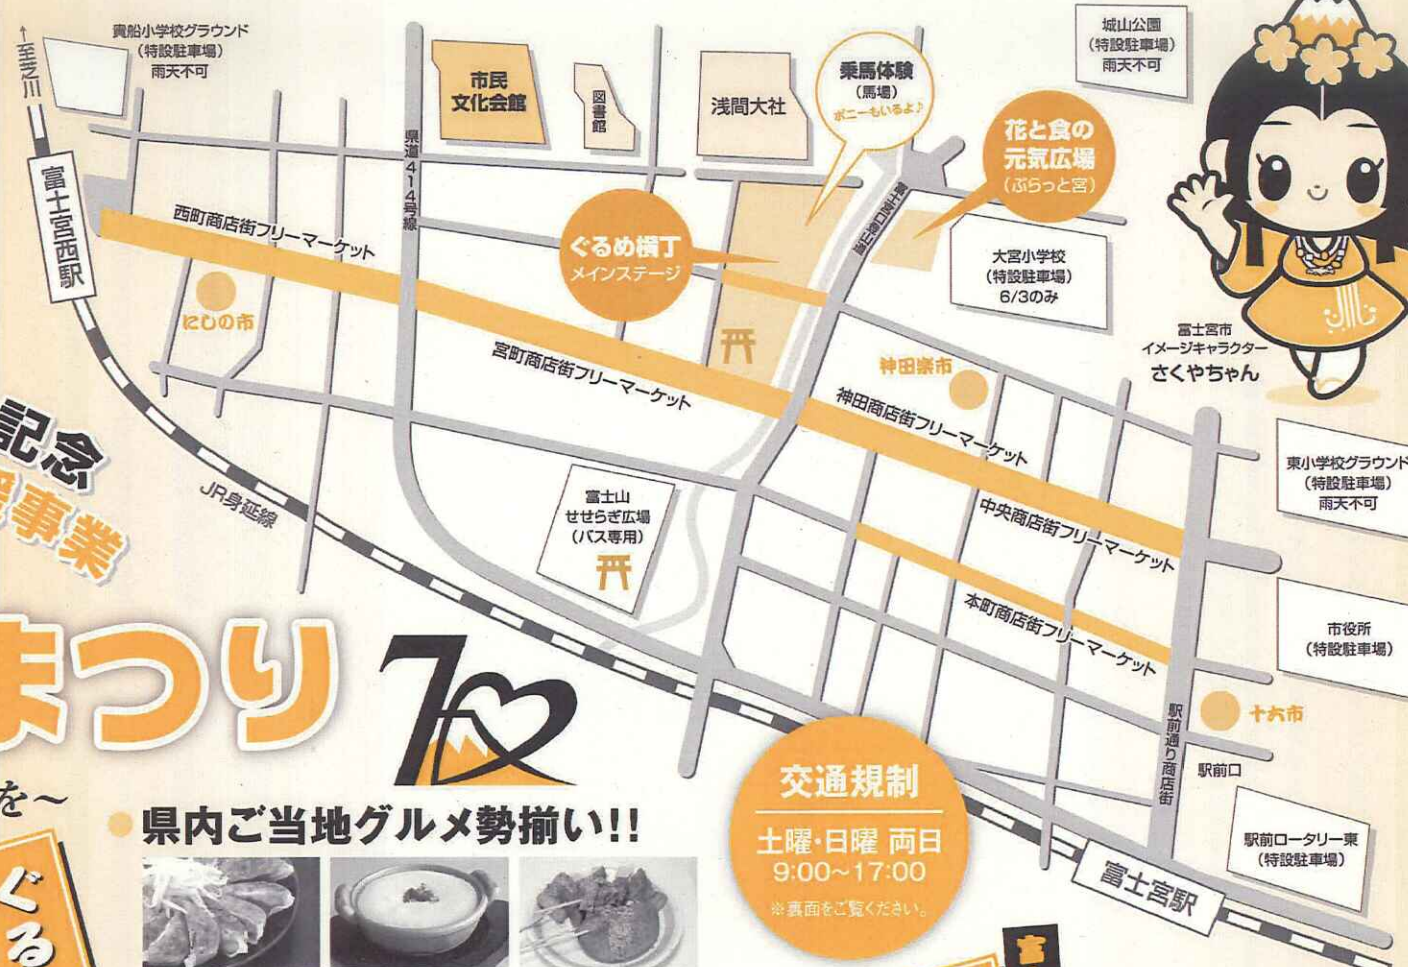 ←至芝川
貴船小学校グラウンド
(特設駐車場)
雨天不可
富士宮西駅
西町商店街フリーマーケット
にしの市
県道414号線
市民
文化会館
図書館
浅間大社
乗馬体験
(馬場)
ポニーもいるよ♪
花と食の
元気広場
(ぷらっと宮)
城山公園
(特設駐車場)
雨天不可
ぐるめ横丁
メインステージ
大宮小学校
(特設駐車場)
6/3のみ
富士宮市
イメージキャラクター
さくやちゃん
宮町商店街フリーマーケット
神田楽市
神田商店街フリーマーケット
中央商店街フリーマーケット
本町商店街フリーマーケット
東小学校グラウンド
(特設駐車場)
雨天不可
富士山
せせらぎ広場
(バス専用)
JR身延線
市役所
(特設駐車場)
十六市
駅前通り商店街
駅前口
駅前ロータリー東
(特設駐車場)
富士宮駅
記念
事業
まつり
70
を～
県内ご当地グルメ勢揃い!!
ぐる
交通規制
土曜・日曜 両日
9:00～17:00
※裏面をご覧ください。
宮